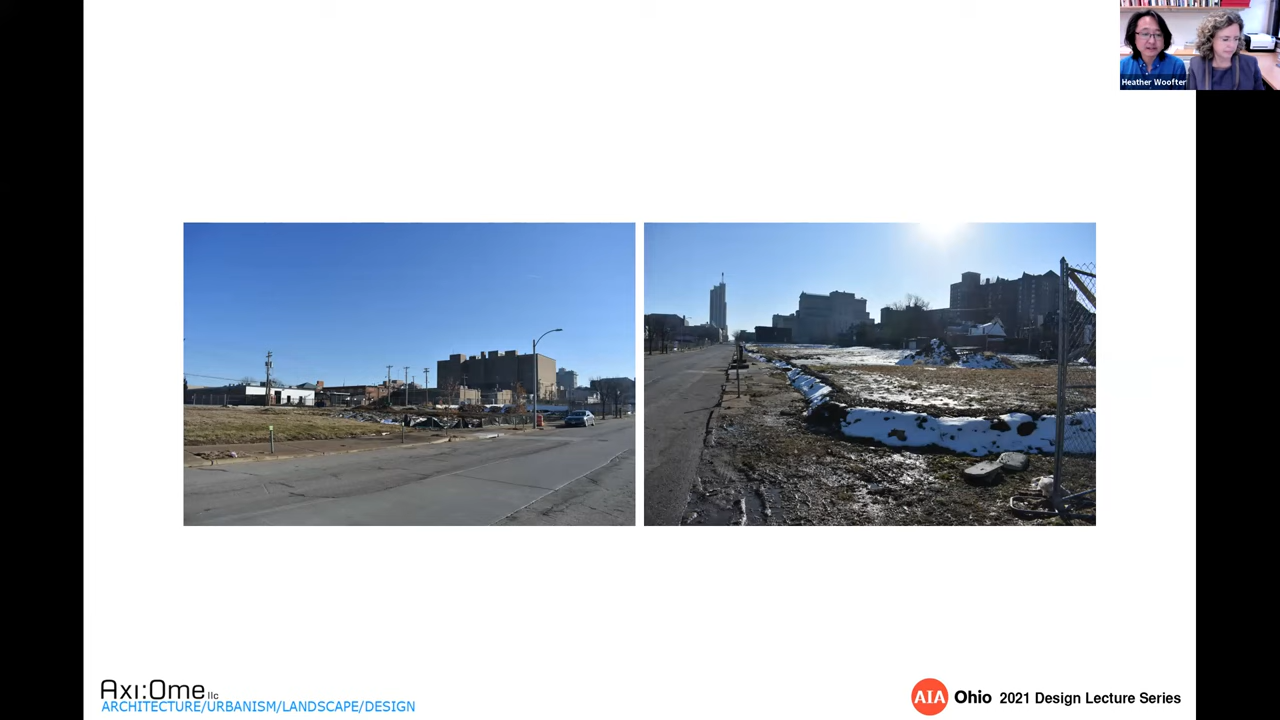 Heather Woofter
Axi:Ome llc
ARCHITECTURE/URBANISM/LANDSCAPE/DESIGN
AIA Ohio 2021 Design Lecture Series